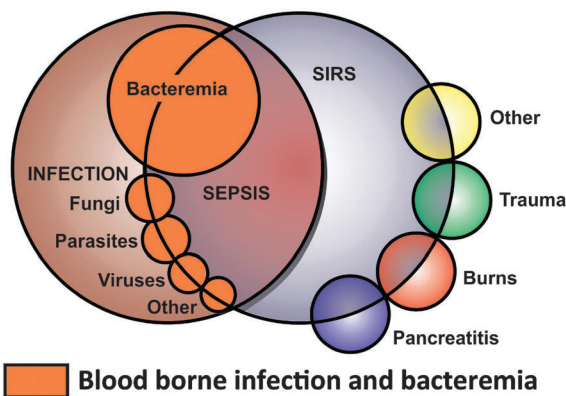 Bacteremia
SIRS
Other
INFECTION
SEPSIS
Fungi
Trauma
Parasites
Viruses
Burns
Other
Pancreatitis
Blood borne infection and bacteremia